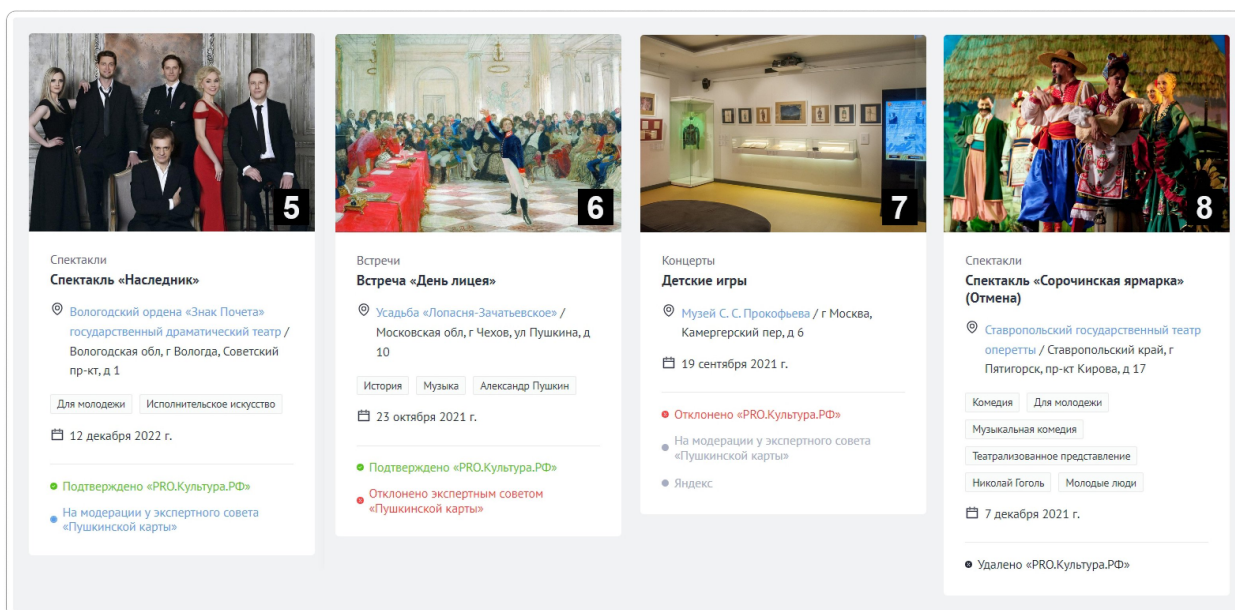 5
Спектакли
Спектакль «Наследник»
Вологодский ордена «Знак Почета»
государственный драматический театр /
Вологодская обл, г Вологда, Советский
пр-кт, д 1
Для молодежи Исполнительское искусство
12 декабря 2022 г.
Подтверждено «PRO.Культура.РФ»
На модерации у экспертного совета
«Пушкинской карты»
6
Встречи
Встреча «День лицея»
Усадьба «Лопасня-Зачатьевское» /
Московская обл, г Чехов, ул Пушкина, д
10
История Музыка Александр Пушкин
23 октября 2021 г.
Подтверждено «PRO.Культура.РФ»
Отклонено экспертным советом
«Пушкинской карты»
7
Концерты
Детские игры
Музей С. С. Прокофьева / г Москва,
Камергерский пер, д 6
19 сентября 2021 г.
Отклонено «PRO.Культура.РФ»
На модерации у экспертного совета
«Пушкинской карты»
Яндекс
8
Спектакли
Спектакль «Сорочинская ярмарка»
(Отмена)
Ставропольский государственный театр
оперетты / Ставропольский край, г
Пятигорск, пр-кт Кирова, д 17
Комедия Для молодежи
Музыкальная комедия
Театрализованное представление
Николай Гоголь Молодые люди
7 декабря 2021 г.
Удалено «PRO.Культура.РФ»